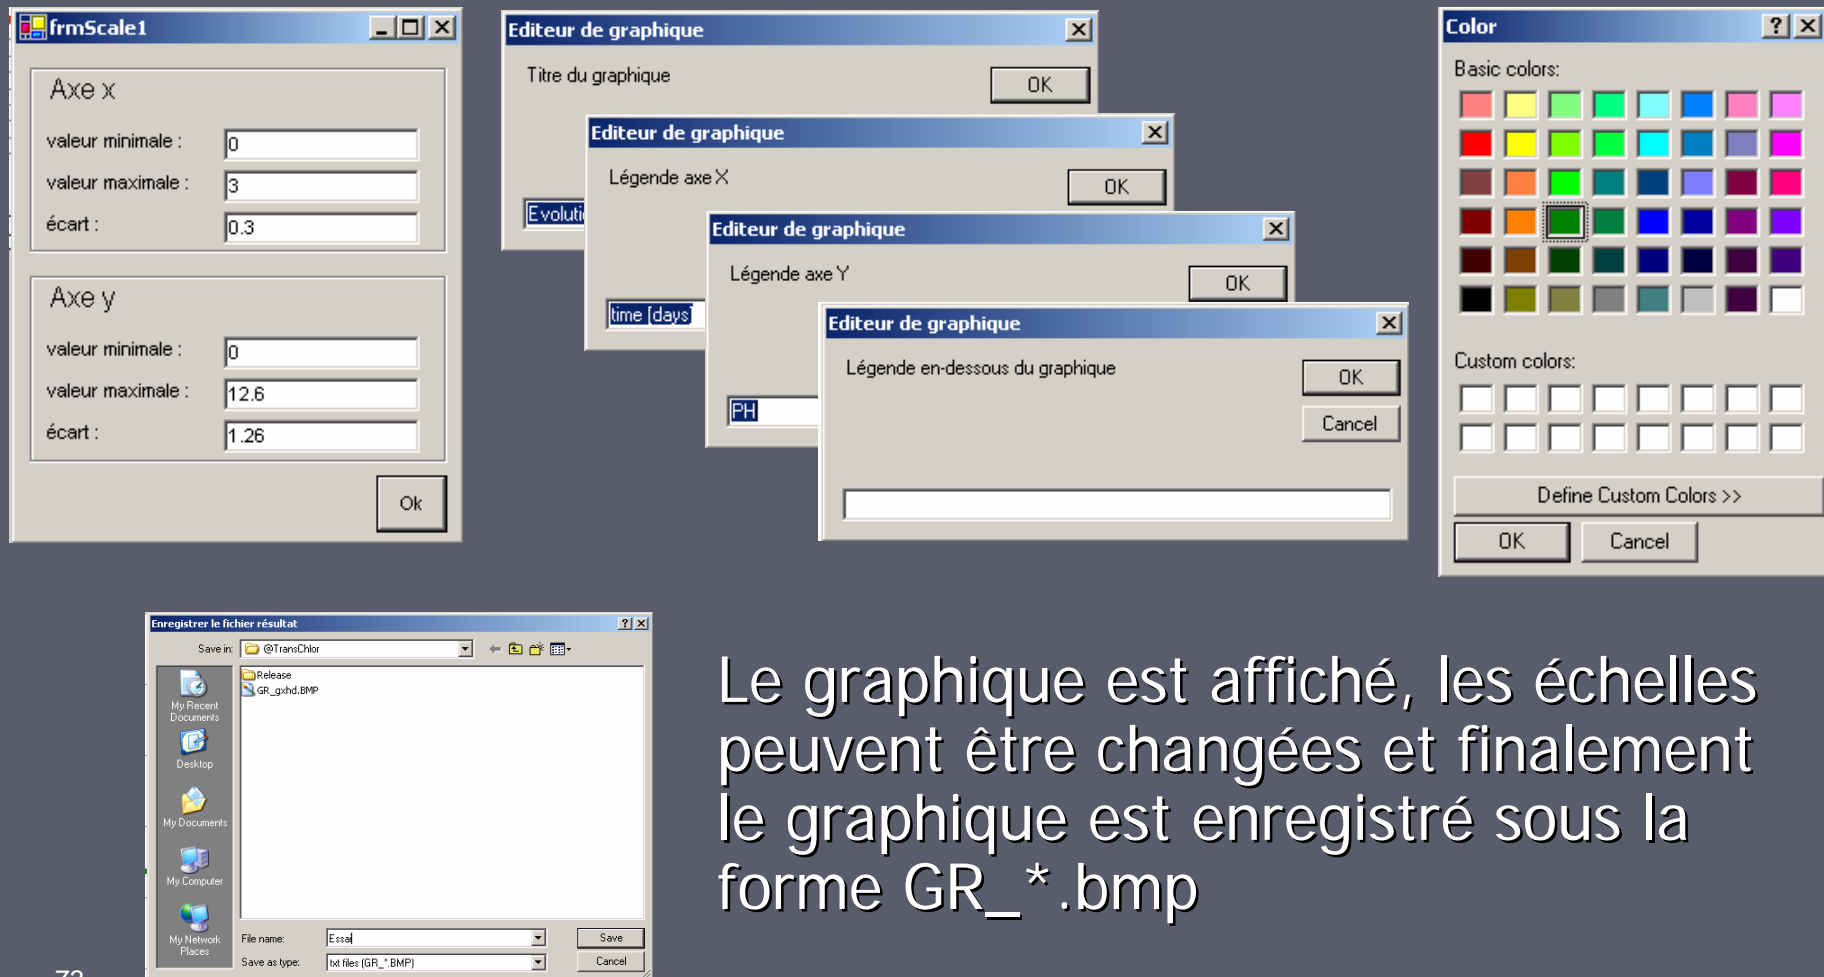 frmScale1
Axe x
valeur minimale :
0
valeur maximale :
3
écart :
0.3
Axe y
valeur minimale :
0
valeur maximale :
12.6
écart :
1.26
Ok
Editeur de graphique
Titre du graphique
OK
Evoluti
Editeur de graphique
Légende axe X
OK
time [days]
Editeur de graphique
Légende axe Y
OK
PH
Editeur de graphique
Légende en-dessous du graphique
OK
Cancel
Color
Basic colors:
Custom colors:
Define Custom Colors >>
OK
Cancel
Enregistrer le fichier résultat
Save in:
@TransChlor
My Recent
Documents
Desktop
My Documents
My Computer
My Network
Places
Release
GR_gxhd.BMP
File name:
Essai
Save
Save as type:
txt files (GR_*.BMP)
Cancel
Le graphique est affiché, les échelles
peuvent être changées et finalement
le graphique est enregistré sous la
forme GR_*.bmp